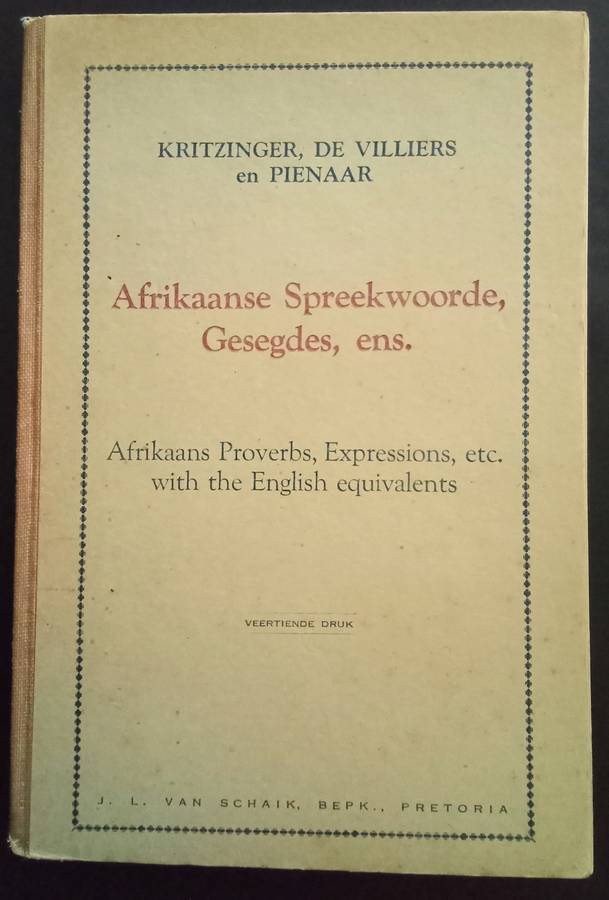 KRITZINGER, DE VILLIERS
en PIENAAR
Afrikaanse Spreekwoorde,
Gesegdes, ens.
Afrikaans Proverbs, Expressions, etc.
with the English equivalents
VEERTIENDE DRUK
J. L. VAN SCHAIK, BEPK., PRETORIA